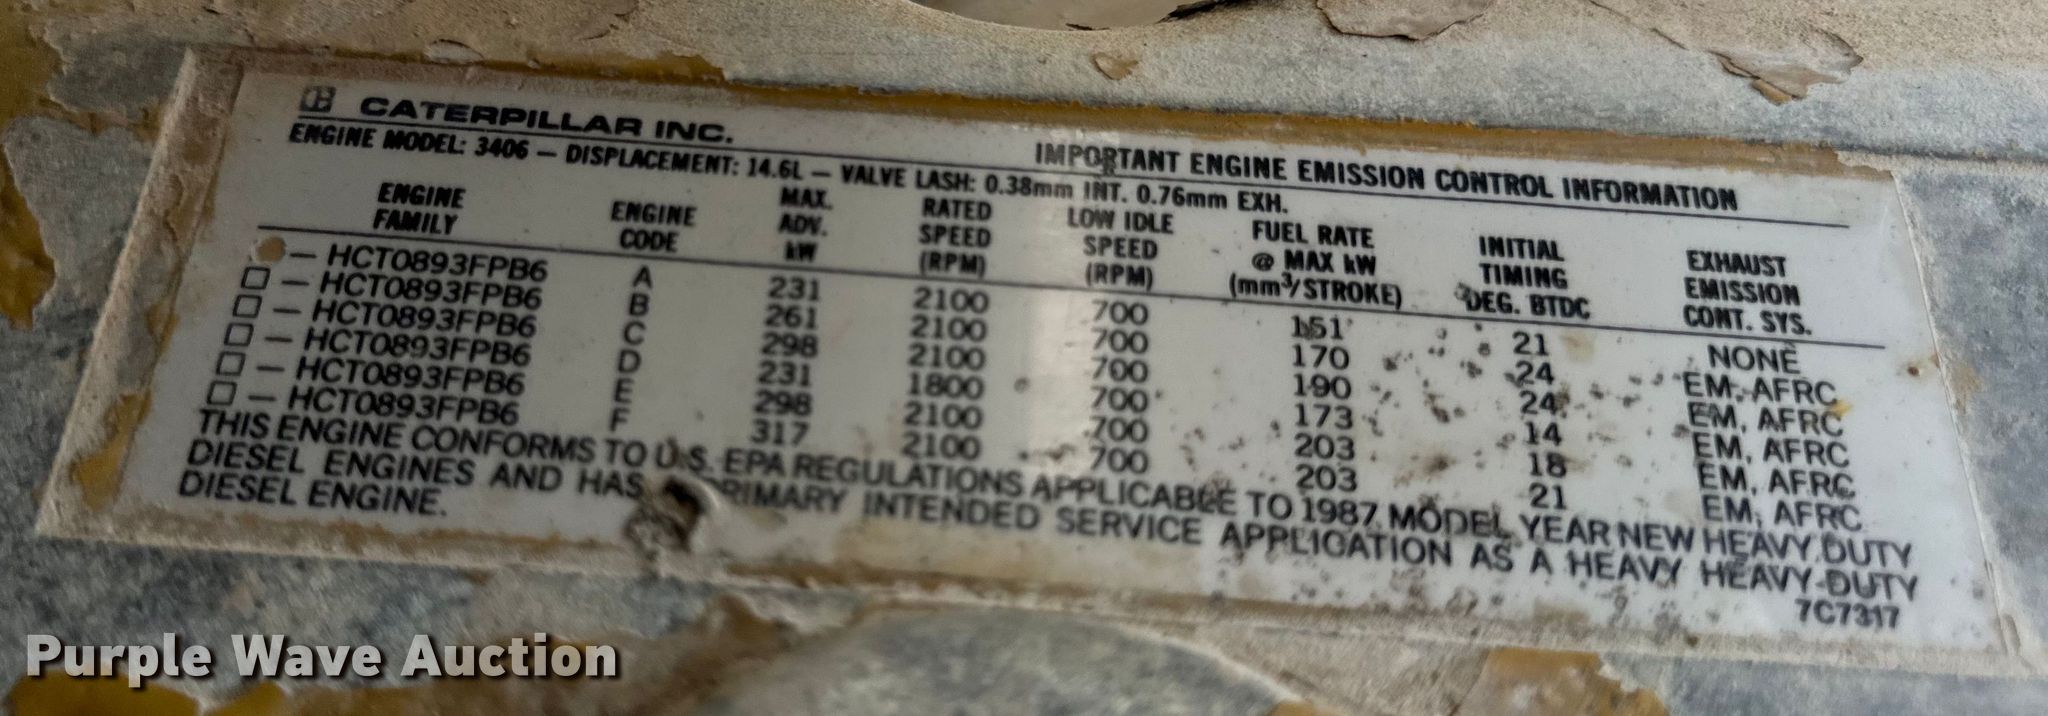 CATERPILLAR INC.
IMPORTANT ENGINE EMISSION CONTROL INFORMATION
ENGINE MODEL: 3406 — DISPLACEMENT: 14.6L — VALVE LASH: 0.38mm INT. 0.76mm EXH.
ENGINE FAMILY ENGINE CODE MAX. ADV. kW RATED SPEED (RPM) LOW IDLE SPEED (RPM) FUEL RATE @ MAX kW (mm³/STROKE) INITIAL TIMING DEG. BTDC EXHAUST EMISSION CONT. SYS.
— HCT0893FPB6 A 231 2100 700 151 21 NONE
— HCT0893FPB6 B 261 2100 700 170 24 EM, AFRC
— HCT0893FPB6 C 298 2100 700 190 24 EM, AFRC
— HCT0893FPB6 D 231 1800 700 173 14 EM, AFRC
— HCT0893FPB6 E 298 2100 700 203 18 EM, AFRC
— HCT0893FPB6 F 317 2100 700 203 21 EM, AFRC
THIS ENGINE CONFORMS TO U.S. EPA REGULATIONS APPLICABLE TO 1987 MODEL YEAR NEW HEAVY DUTY
DIESEL ENGINES AND HAS PRIMARY INTENDED SERVICE APPLICATION AS A HEAVY HEAVY-DUTY
DIESEL ENGINE.
7C7317
Purple Wave Auction